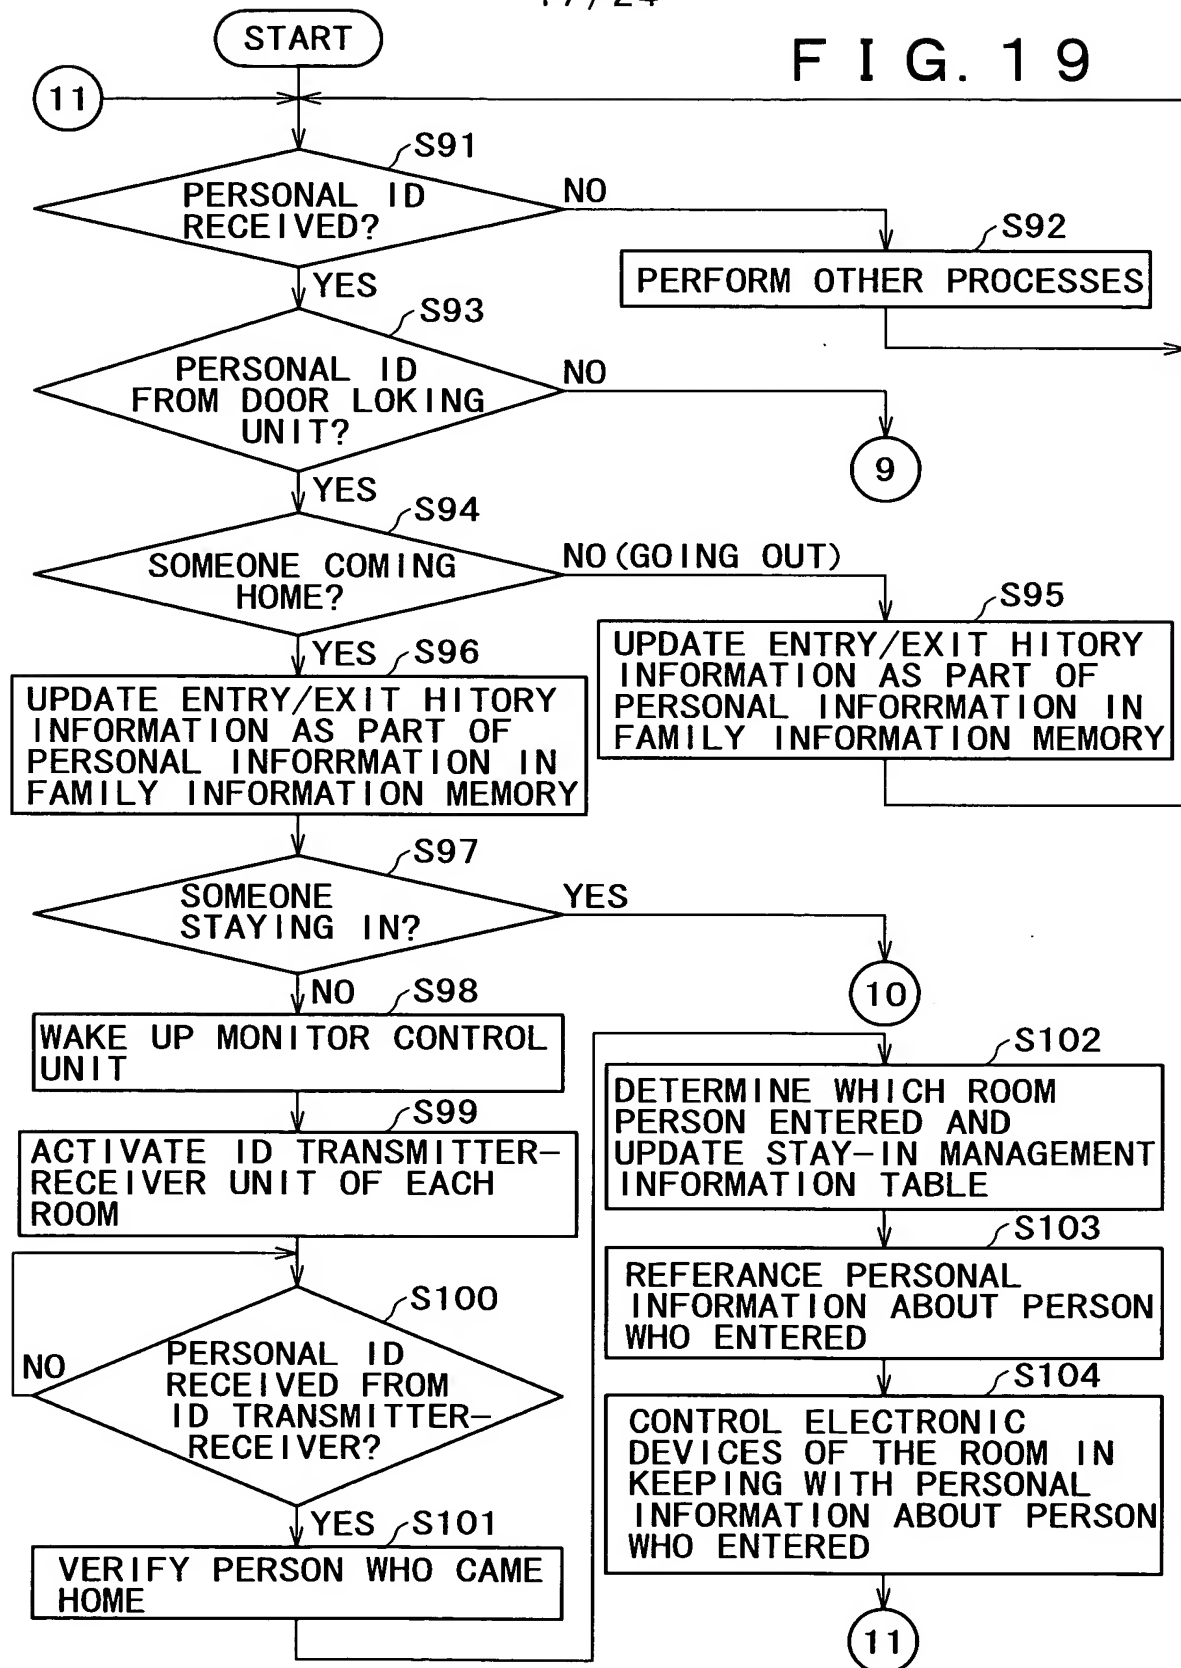 17/24
START
FIG. 19
11
S91
PERSONAL ID
RECEIVED?
NO
S92
PERFORM OTHER PROCESSES
YES
S93
PERSONAL ID
FROM DOOR LOKING
UNIT?
NO
9
YES
S94
SOMEONE COMING
HOME?
NO (GOING OUT)
S95
UPDATE ENTRY/EXIT HITORY
INFORMATION AS PART OF
PERSONAL INFORRMATION IN
FAMILY INFORMATION MEMORY
YES
S96
UPDATE ENTRY/EXIT HITORY
INFORMATION AS PART OF
PERSONAL INFORRMATION IN
FAMILY INFORMATION MEMORY
S97
SOMEONE
STAYING IN?
YES
10
NO
S98
WAKE UP MONITOR CONTROL
UNIT
S99
ACTIVATE ID TRANSMITTER-
RECEIVER UNIT OF EACH
ROOM
S100
PERSONAL ID
RECEIVED FROM
ID TRANSMITTER-
RECEIVER?
NO
YES
S101
VERIFY PERSON WHO CAME
HOME
S102
DETERMINE WHICH ROOM
PERSON ENTERED AND
UPDATE STAY-IN MANAGEMENT
INFORMATION TABLE
S103
REFERANCE PERSONAL
INFORMATION ABOUT PERSON
WHO ENTERED
S104
CONTROL ELECTRONIC
DEVICES OF THE ROOM IN
KEEPING WITH PERSONAL
INFORMATION ABOUT PERSON
WHO ENTERED
11